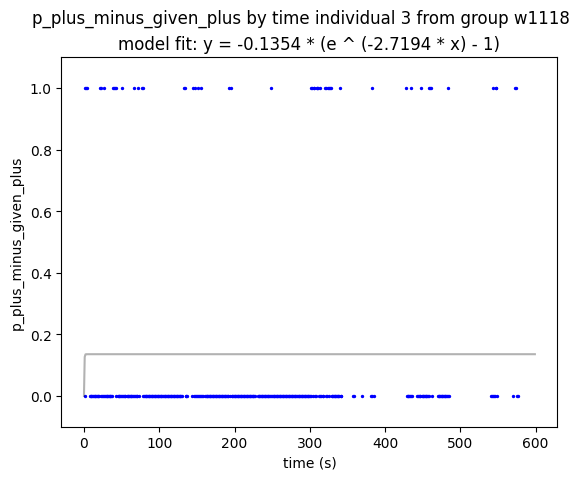 p_plus_minus_given_plus by time individual 3 from group w1118
model fit: y = -0.1354 * (e ^ (-2.7194 * x) - 1)
1.0
0.8
0.6
0.4
0.2
0.0
p_plus_minus_given_plus
0 100 200 300 400 500 600
time (s)